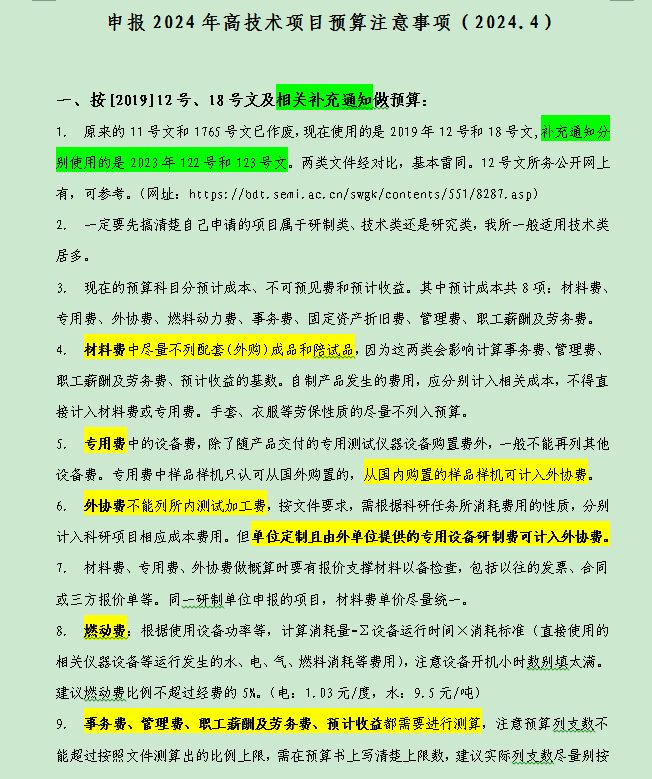 申报2024年高技术项目预算注意事项（2024.4）
一、按[2019]12号、18号文及相关补充通知做预算：
1. 原来的11号文和1765号文已作废，现在使用的是2019年12号和18号文，补充通知分
别使用的是2023年122号和123号文。两类文件经对比，基本雷同。12号文所务公开网上
有，可参考。（网址：https://bdt.semi.ac.cn/swgk/contents/551/8287.asp）
2. 一定要先搞清楚自己申请的项目属于研制类、技术类还是研究类，我所一般适用技术类
居多。
3. 现在的预算科目分预计成本、不可预见费和预计收益。其中预计成本共8项：材料费、
专用费、外协费、燃料动力费、事务费、固定资产折旧费、管理费、职工薪酬及劳务费。
4. 材料费中尽量不列配套(外购)成品和陪试品，因为这两类会影响计算事务费、管理费、
职工薪酬及劳务费、预计收益的基数。自制产品发生的费用，应分别计入相关成本，不得直
接计入材料费或专用费。手套、衣服等劳保性质的尽量不列入预算。
5. 专用费中的设备费，除了随产品交付的专用测试仪器设备购置费外，一般不能再列其他
设备费。专用费中样品样机只认可从国外购置的，从国内购置的样品样机可计入外协费。
6. 外协费不能列所内测试加工费，按文件要求，需根据科研任务所消耗费用的性质，分别
计入科研项目相应成本费用。但单位定制且由外单位提供的专用设备研制费可计入外协费。
7. 材料费、专用费、外协费做概算时要有报价支撑材料以备检查，包括以往的发票、合同
或三方报价单等。同一研制单位申报的项目，材料费单价尽量统一。
8. 燃动费：根据使用设备功率等，计算消耗量=Σ设备运行时间×消耗标准（直接使用的
相关仪器设备等运行发生的水、电、气、燃料消耗等费用），注意设备开机小时数别填太满。
建议燃动费比例不超过经费的5%。（电：1.03元/度，水：9.5元/吨）
9. 事务费、管理费、职工薪酬及劳务费、预计收益都需要进行测算，注意预算列支数不
能超过按照文件测算出的比例上限，需在预算书上写清楚上限数，建议实际列支数尽量别按